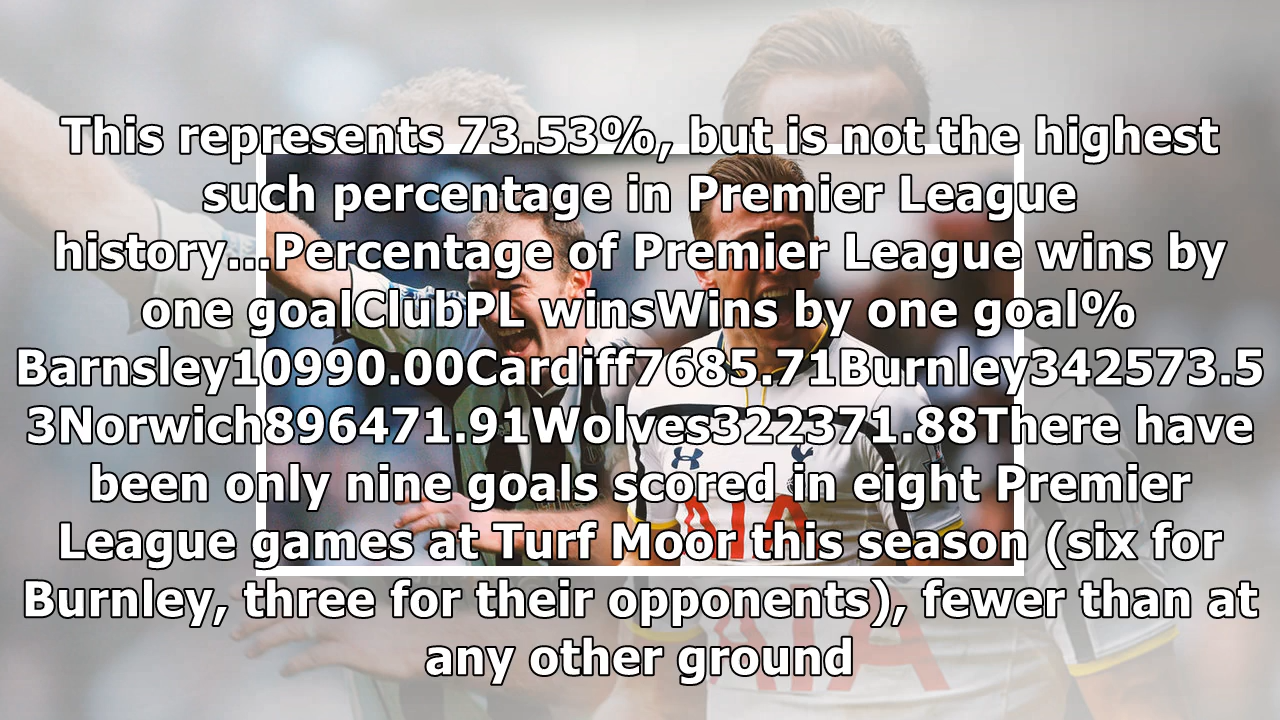 This represents 73.53%, but is not the highest
such percentage in Premier League
history...Percentage of Premier League wins by
one goalClubPL winsWins by one goal%
Barnsley10990.00Cardiff7685.71Burnley342573.5
3Norwich896471.91Wolves322371.88There have
been only nine goals scored in eight Premier
League games at Turf Moor this season (six for
Burnley, three for their opponents), fewer than at
any other ground
AIA